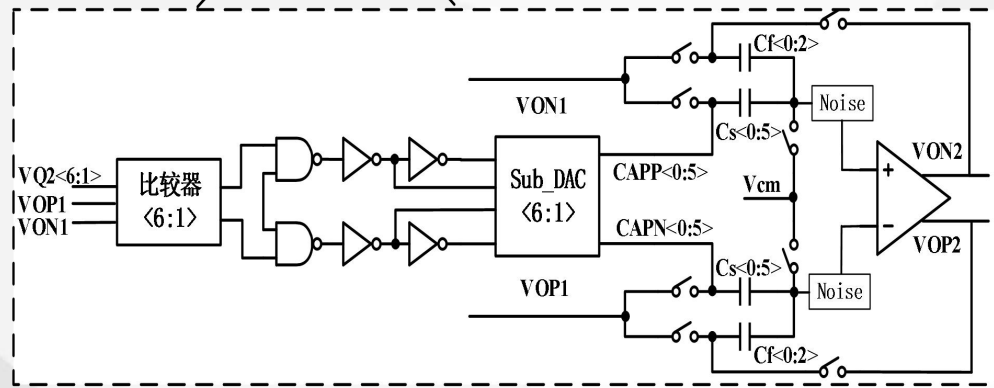 Cf<0:2>
VON1
Noise
Cs<0:5>
VON2
VQ2<6:1>
VOP1
VON1
比较器
<6:1>
Sub_DAC
<6:1>
CAPP<0:5>
Vcm
+
-
CAPN<0:5>
VOP2
Cs<0:5>
VOP1
Noise
Cf<0:2>